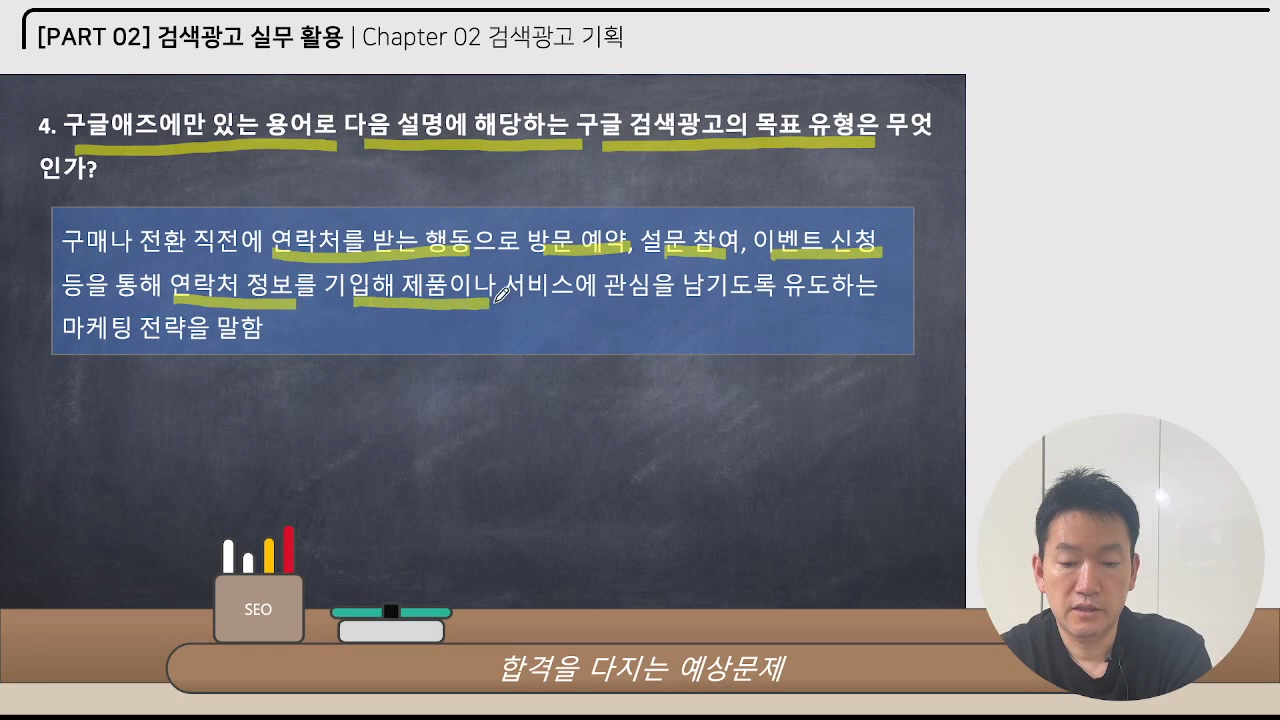 [PART 02] 검색광고 실무 활용 | Chapter 02 검색광고 기획
4. 구글애즈에만 있는 용어로 다음 설명에 해당하는 구글 검색광고의 목표 유형은 무엇
인가?
구매나 전환 직전에 연락처를 받는 행동으로 방문 예약, 설문 참여, 이벤트 신청
등을 통해 연락처 정보를 기입해 제품이나 서비스에 관심을 남기도록 유도하는
마케팅 전략을 말함
SEO
합격을 다지는 예상문제